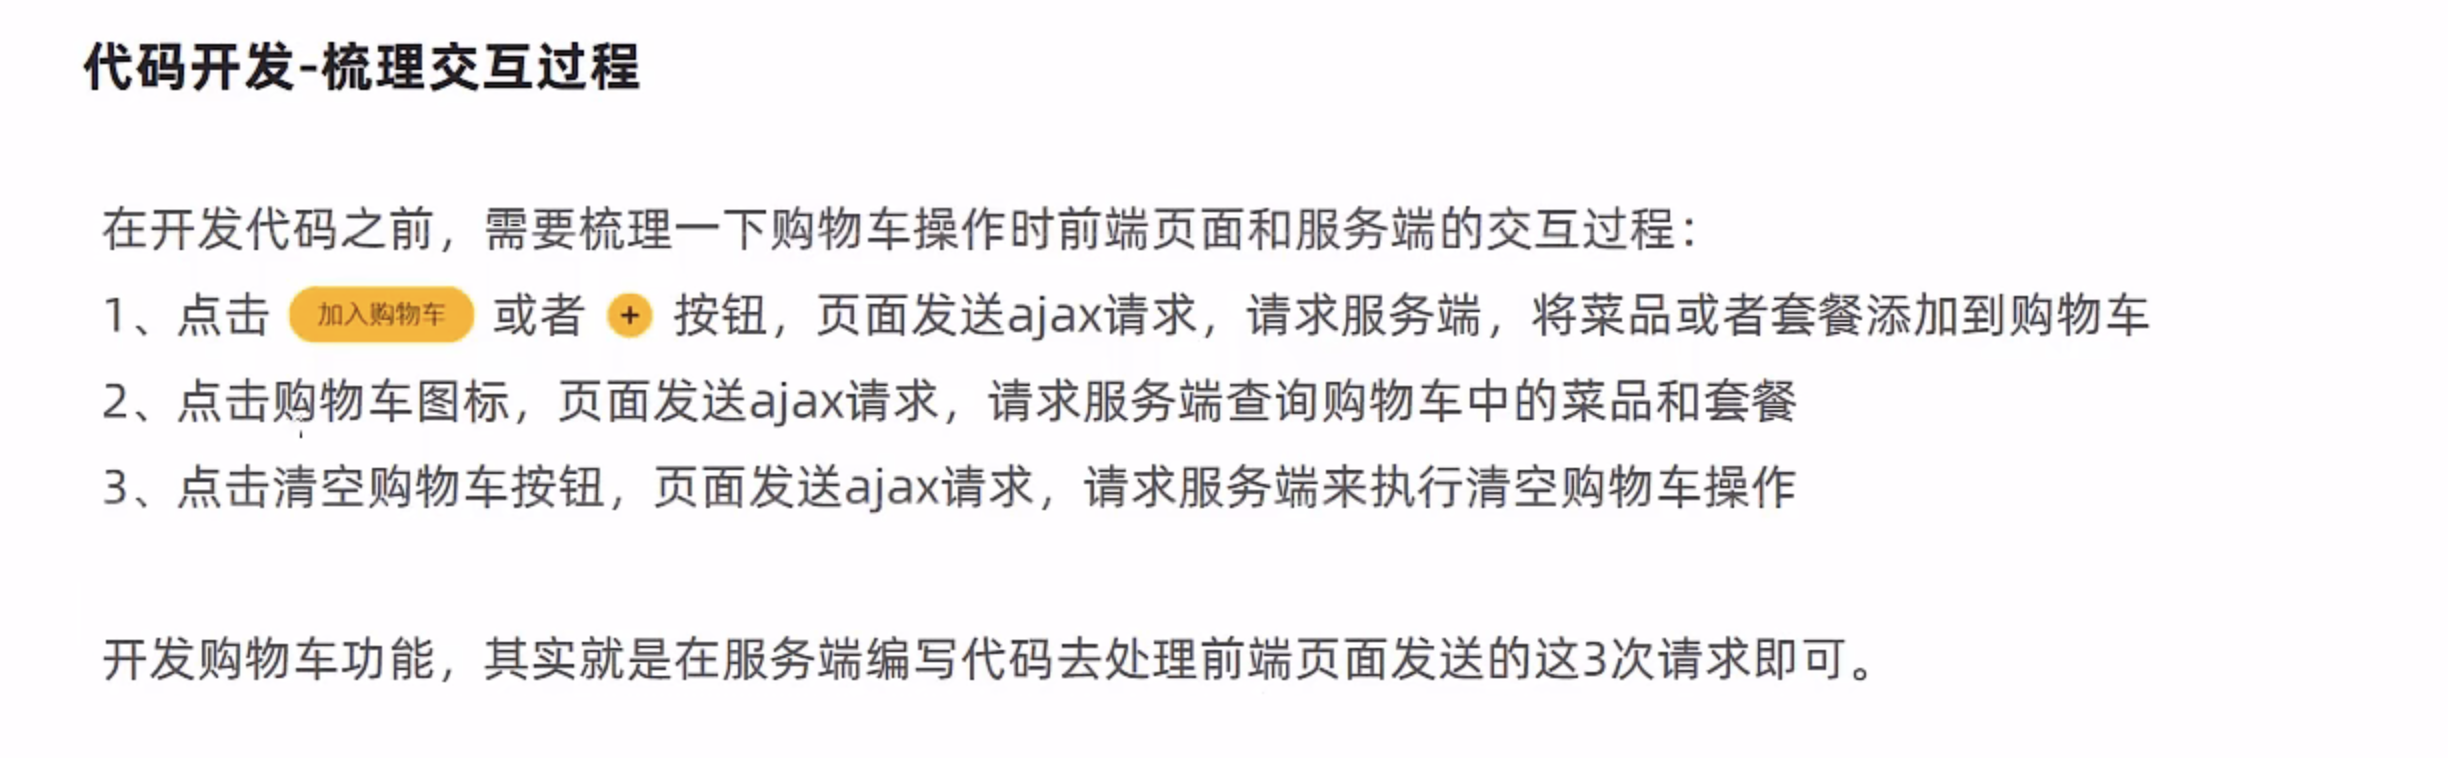 代码开发-梳理交互过程
在开发代码之前，需要梳理一下购物车操作时前端页面和服务端的交互过程：
1、点击 加入购物车 或者 + 按钮，页面发送ajax请求，请求服务端，将菜品或者套餐添加到购物车
2、点击购物车图标，页面发送ajax请求，请求服务端查询购物车中的菜品和套餐
3、点击清空购物车按钮，页面发送ajax请求，请求服务端来执行清空购物车操作
开发购物车功能，其实就是在服务端编写代码去处理前端页面发送的这3次请求即可。